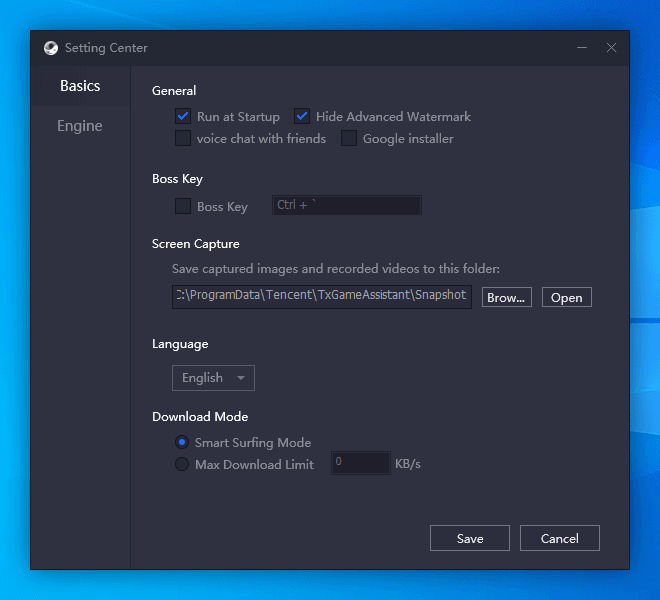 Setting Center
Basics
Engine
General
Run at Startup Hide Advanced Watermark
voice chat with friends Google installer
Boss Key
Boss Key Ctrl + `
Screen Capture
Save captured images and recorded videos to this folder:
C:\ProgramData\Tencent\TxGameAssistant\Snapshot Brow... Open
Language
English
Download Mode
Smart Surfing Mode
Max Download Limit 0 KB/s
Save Cancel